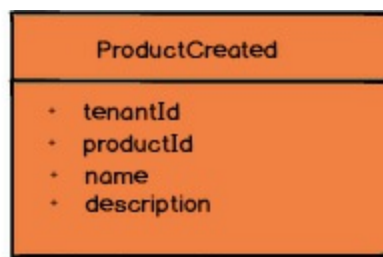 ProductCreated
+ tenantId
+ productId
+ name
+ description